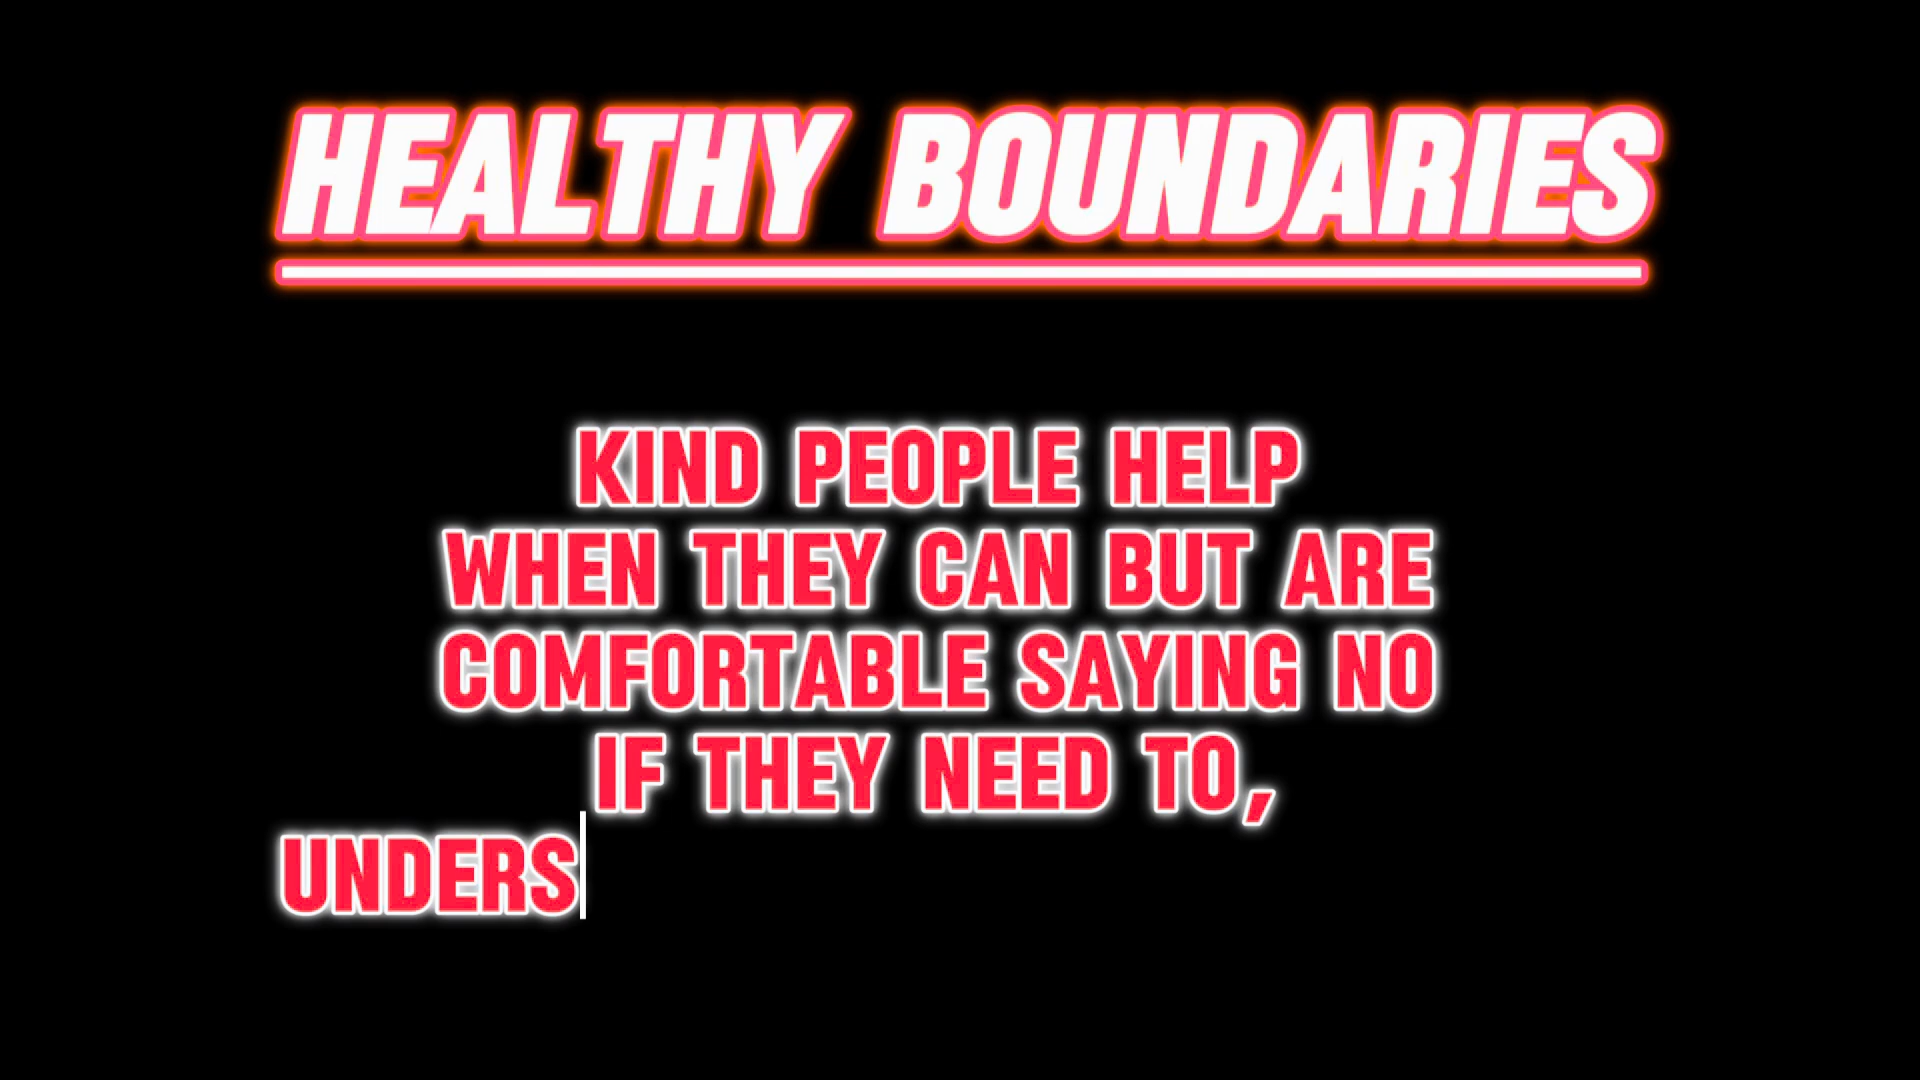 HEALTHY BOUNDARIES
KIND PEOPLE HELP
WHEN THEY CAN BUT ARE
COMFORTABLE SAYING NO
IF THEY NEED TO,
UNDERS